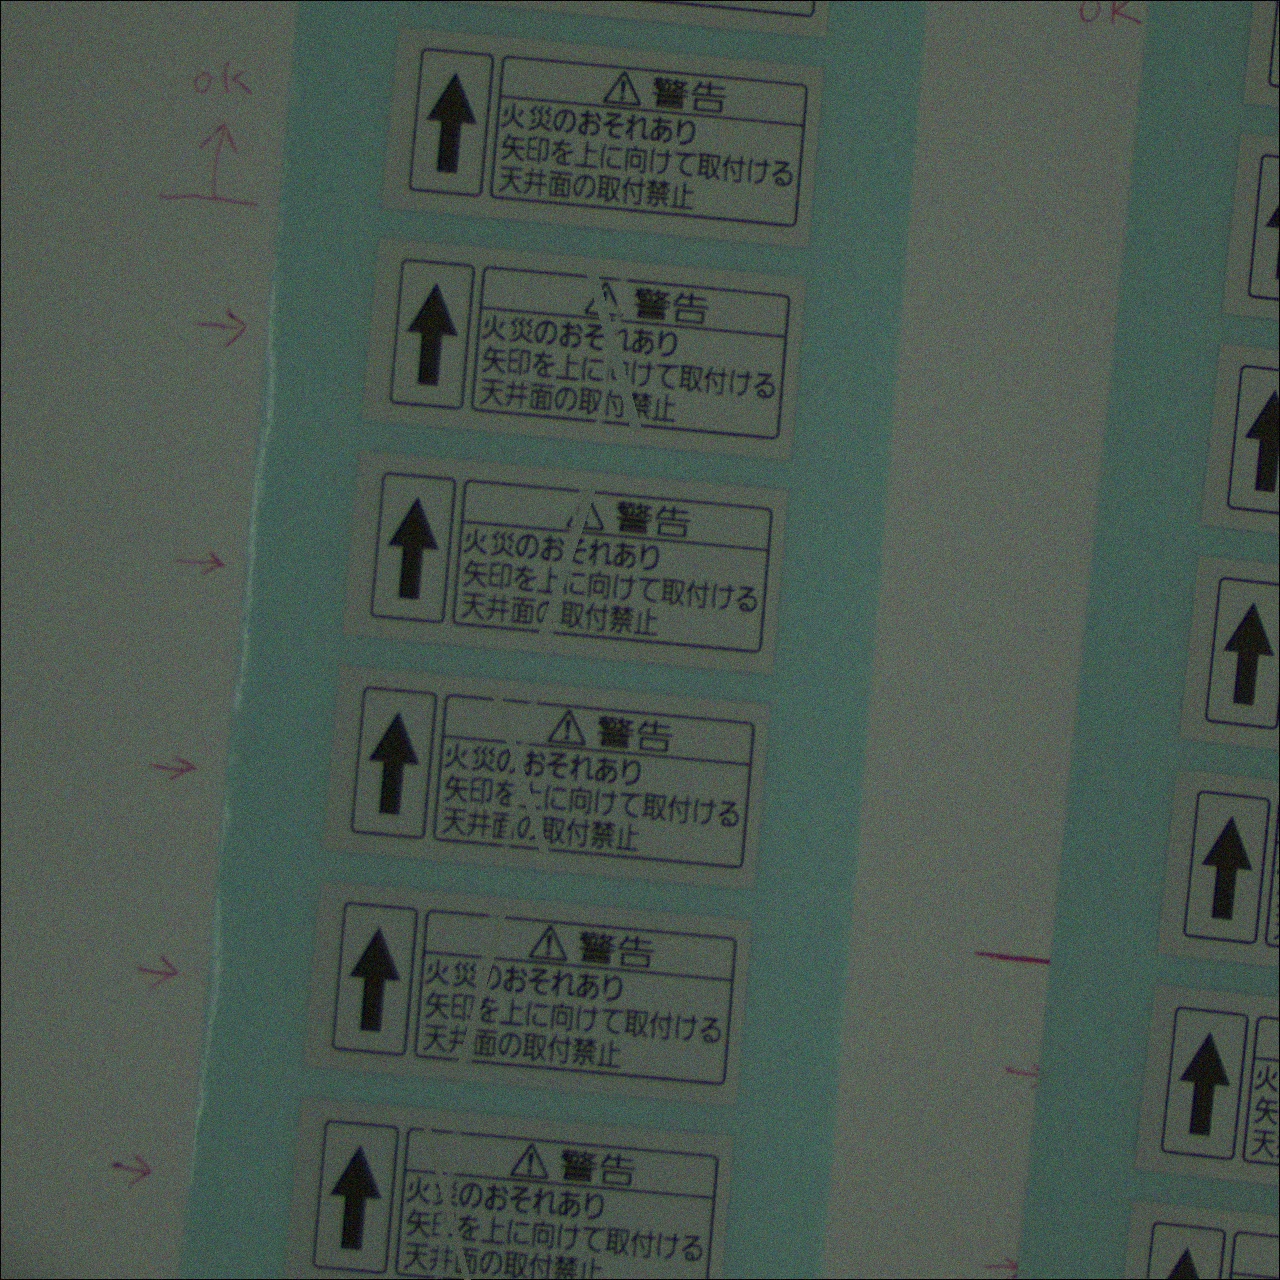 OK
OK
警告
火災のおそれあり
矢印を上に向けて取付ける
天井面の取付禁止
警告
火災のおそれあり
矢印を上に けて取付ける
天井面の取付禁止
警告
火災のおそれあり
矢印を上に向けて取付ける
天井面の取付禁止
警告
火災のおそれあり
矢印を上に向けて取付ける
天井面の取付禁止
警告
火災のおそれあり
矢印を上に向けて取付ける
天井面の取付禁止
警告
火災のおそれあり
矢印を上に向けて取付ける
天井面の取付禁止
火
矢
天